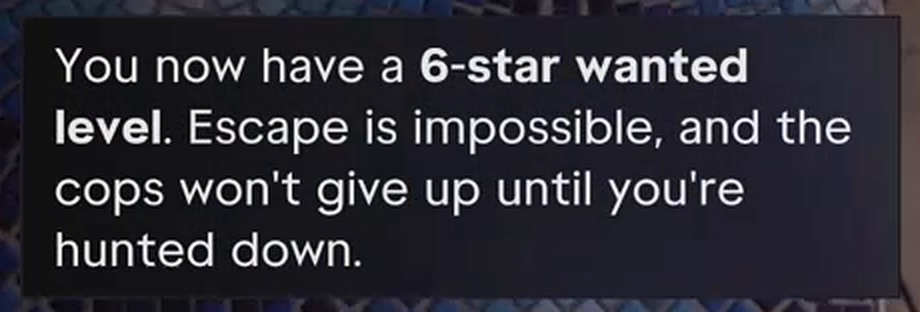 You now have a 6-star wanted
level. Escape is impossible, and the
cops won't give up until you're
hunted down.